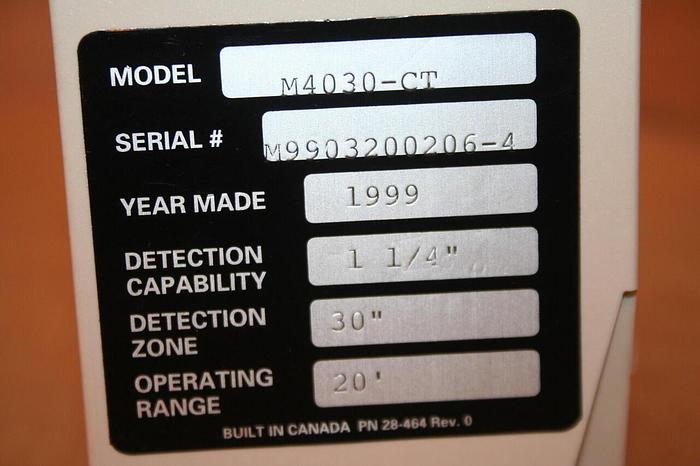 MODEL M4030-CT
SERIAL # M9903200206-4
YEAR MADE 1999
DETECTION
CAPABILITY 1 1/4"
DETECTION
ZONE 30"
OPERATING
RANGE 20'
BUILT IN CANADA PN 28-464 Rev. 0